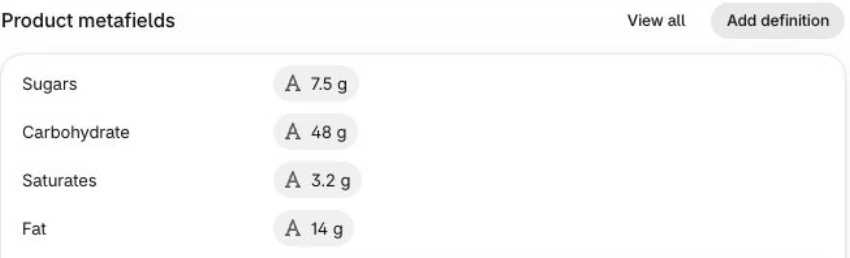 Product metafields View all Add definition
Sugars A 7.5 g
Carbohydrate A 48 g
Saturates A 3.2 g
Fat A 14 g